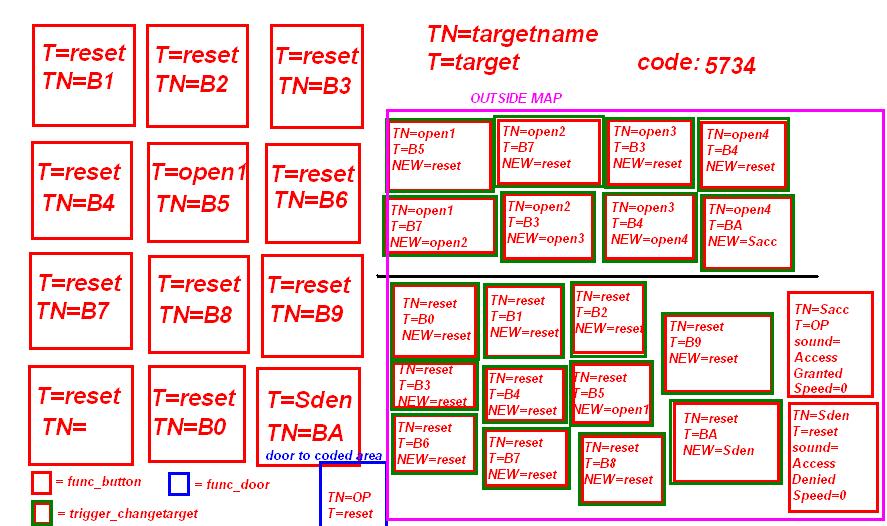 TN=targetname
T=target
code: 5734
OUTSIDE MAP
T=reset
TN=B1
T=reset
TN=B2
T=reset
TN=B3
T=reset
TN=B4
T=open1
TN=B5
T=reset
TN=B6
T=reset
TN=B7
T=reset
TN=B8
T=reset
TN=B9
T=reset
TN=
T=reset
TN=B0
T=Sden
TN=BA
door to coded area
TN=OP
T=reset
= func_button
= func_door
= trigger_changetarget
TN=open1
T=B5
NEW=reset
TN=open2
T=B7
NEW=reset
TN=open3
T=B3
NEW=reset
TN=open4
T=B4
NEW=reset
TN=open1
T=B7
NEW=open2
TN=open2
T=B3
NEW=open3
TN=open3
T=B4
NEW=open4
TN=open4
T=BA
NEW=Sacc
TN=reset
T=B0
NEW=reset
TN=reset
T=B1
NEW=reset
TN=reset
T=B2
NEW=reset
TN=reset
T=B9
NEW=reset
TN=Sacc
T=OP
sound=
Access
Granted
Speed=0
TN=reset
T=B3
NEW=reset
TN=reset
T=B4
NEW=reset
TN=reset
T=B5
NEW=open1
TN=reset
T=B6
NEW=reset
TN=reset
T=B7
NEW=reset
TN=reset
T=B8
NEW=reset
TN=reset
T=BA
NEW=Sden
TN=Sden
T=reset
sound=
Access
Denied
Speed=0